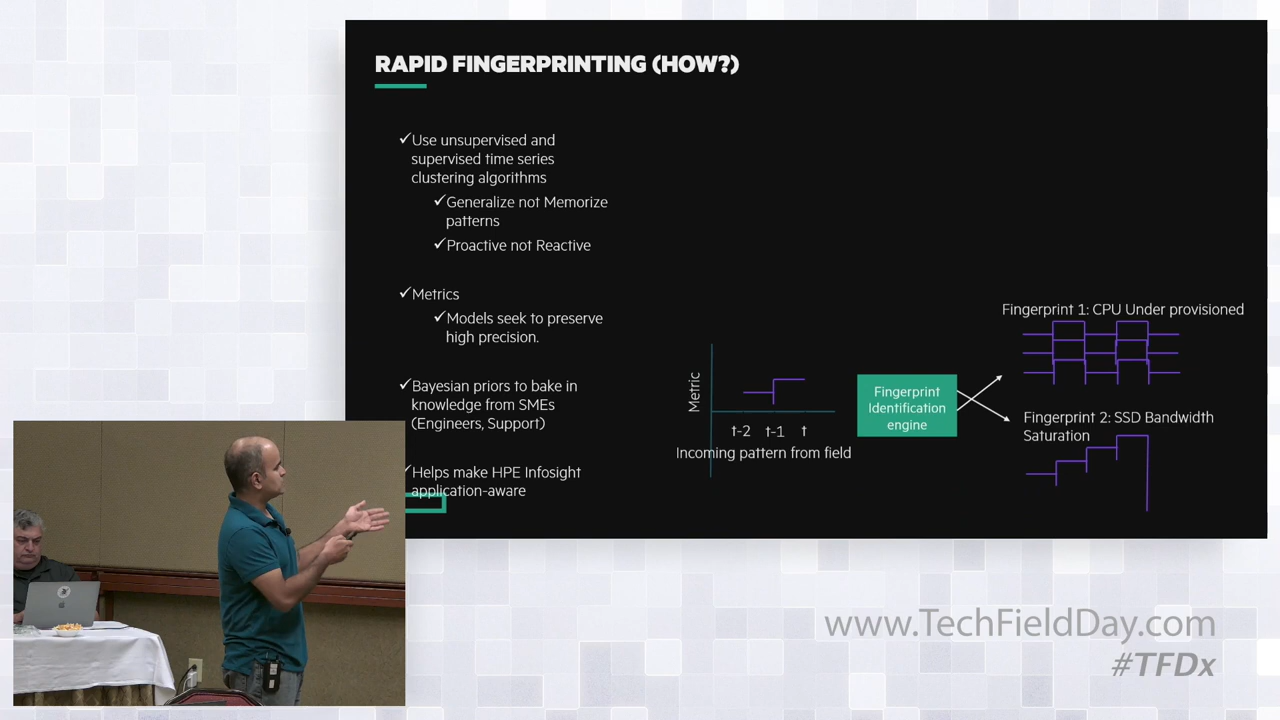 RAPID FINGERPRINTING (HOW?)
✓Use unsupervised and
supervised time series
clustering algorithms
✓Generalize not Memorize
patterns
✓Proactive not Reactive
✓Metrics
✓Models seek to preserve
high precision.
✓Bayesian priors to bake in
knowledge from SMEs
(Engineers, Support)
✓Helps make HPE Infosight
application-aware
Metric
t-2 t-1 t
Incoming pattern from field
Fingerprint
Identification
engine
Fingerprint 1: CPU Under provisioned
Fingerprint 2: SSD Bandwidth
Saturation
www.TechFieldDay.com
#TFDx